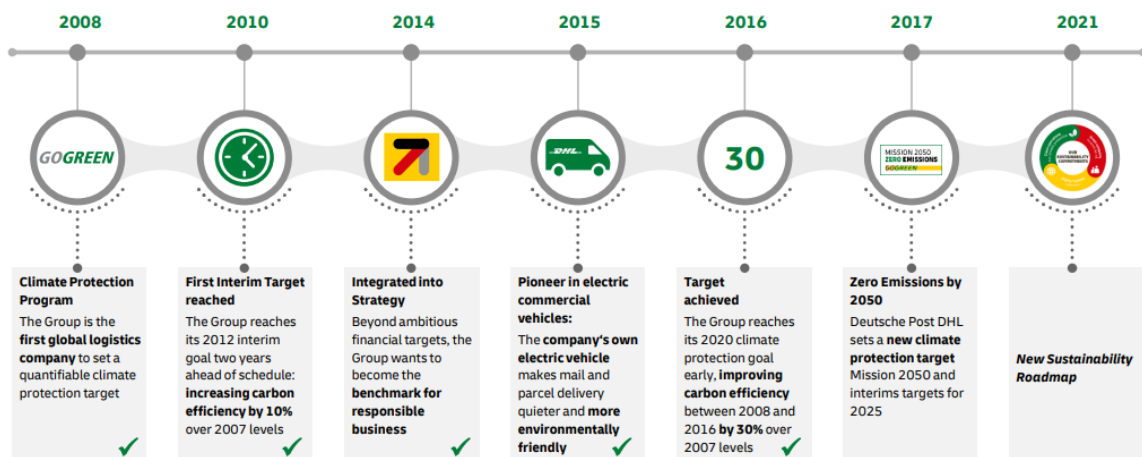 2008
2010
2014
2015
2016
2017
2021
GOGREEN
DHL
30
MISSION 2050
ZERO EMISSIONS
GOGREEN
OUR
SUSTAINABILITY
COMMITMENTS
Climate Protection
Program
The Group is the
first global logistics
company to set a
quantifiable climate
protection target
First Interim Target
reached
The Group reaches
its 2012 interim
goal two years
ahead of schedule:
increasing carbon
efficiency by 10%
over 2007 levels
Integrated into
Strategy
Beyond ambitious
financial targets, the
Group wants to
become the
benchmark for
responsible
business
Pioneer in electric
commercial
vehicles:
The company's own
electric vehicle
makes mail and
parcel delivery
quieter and more
environmentally
friendly
Target
achieved
The Group reaches
its 2020 climate
protection goal
early, improving
carbon efficiency
between 2008 and
2016 by 30% over
2007 levels
Zero Emissions by
2050
Deutsche Post DHL
sets a new climate
protection target
Mission 2050 and
interims targets for
2025
New Sustainability
Roadmap